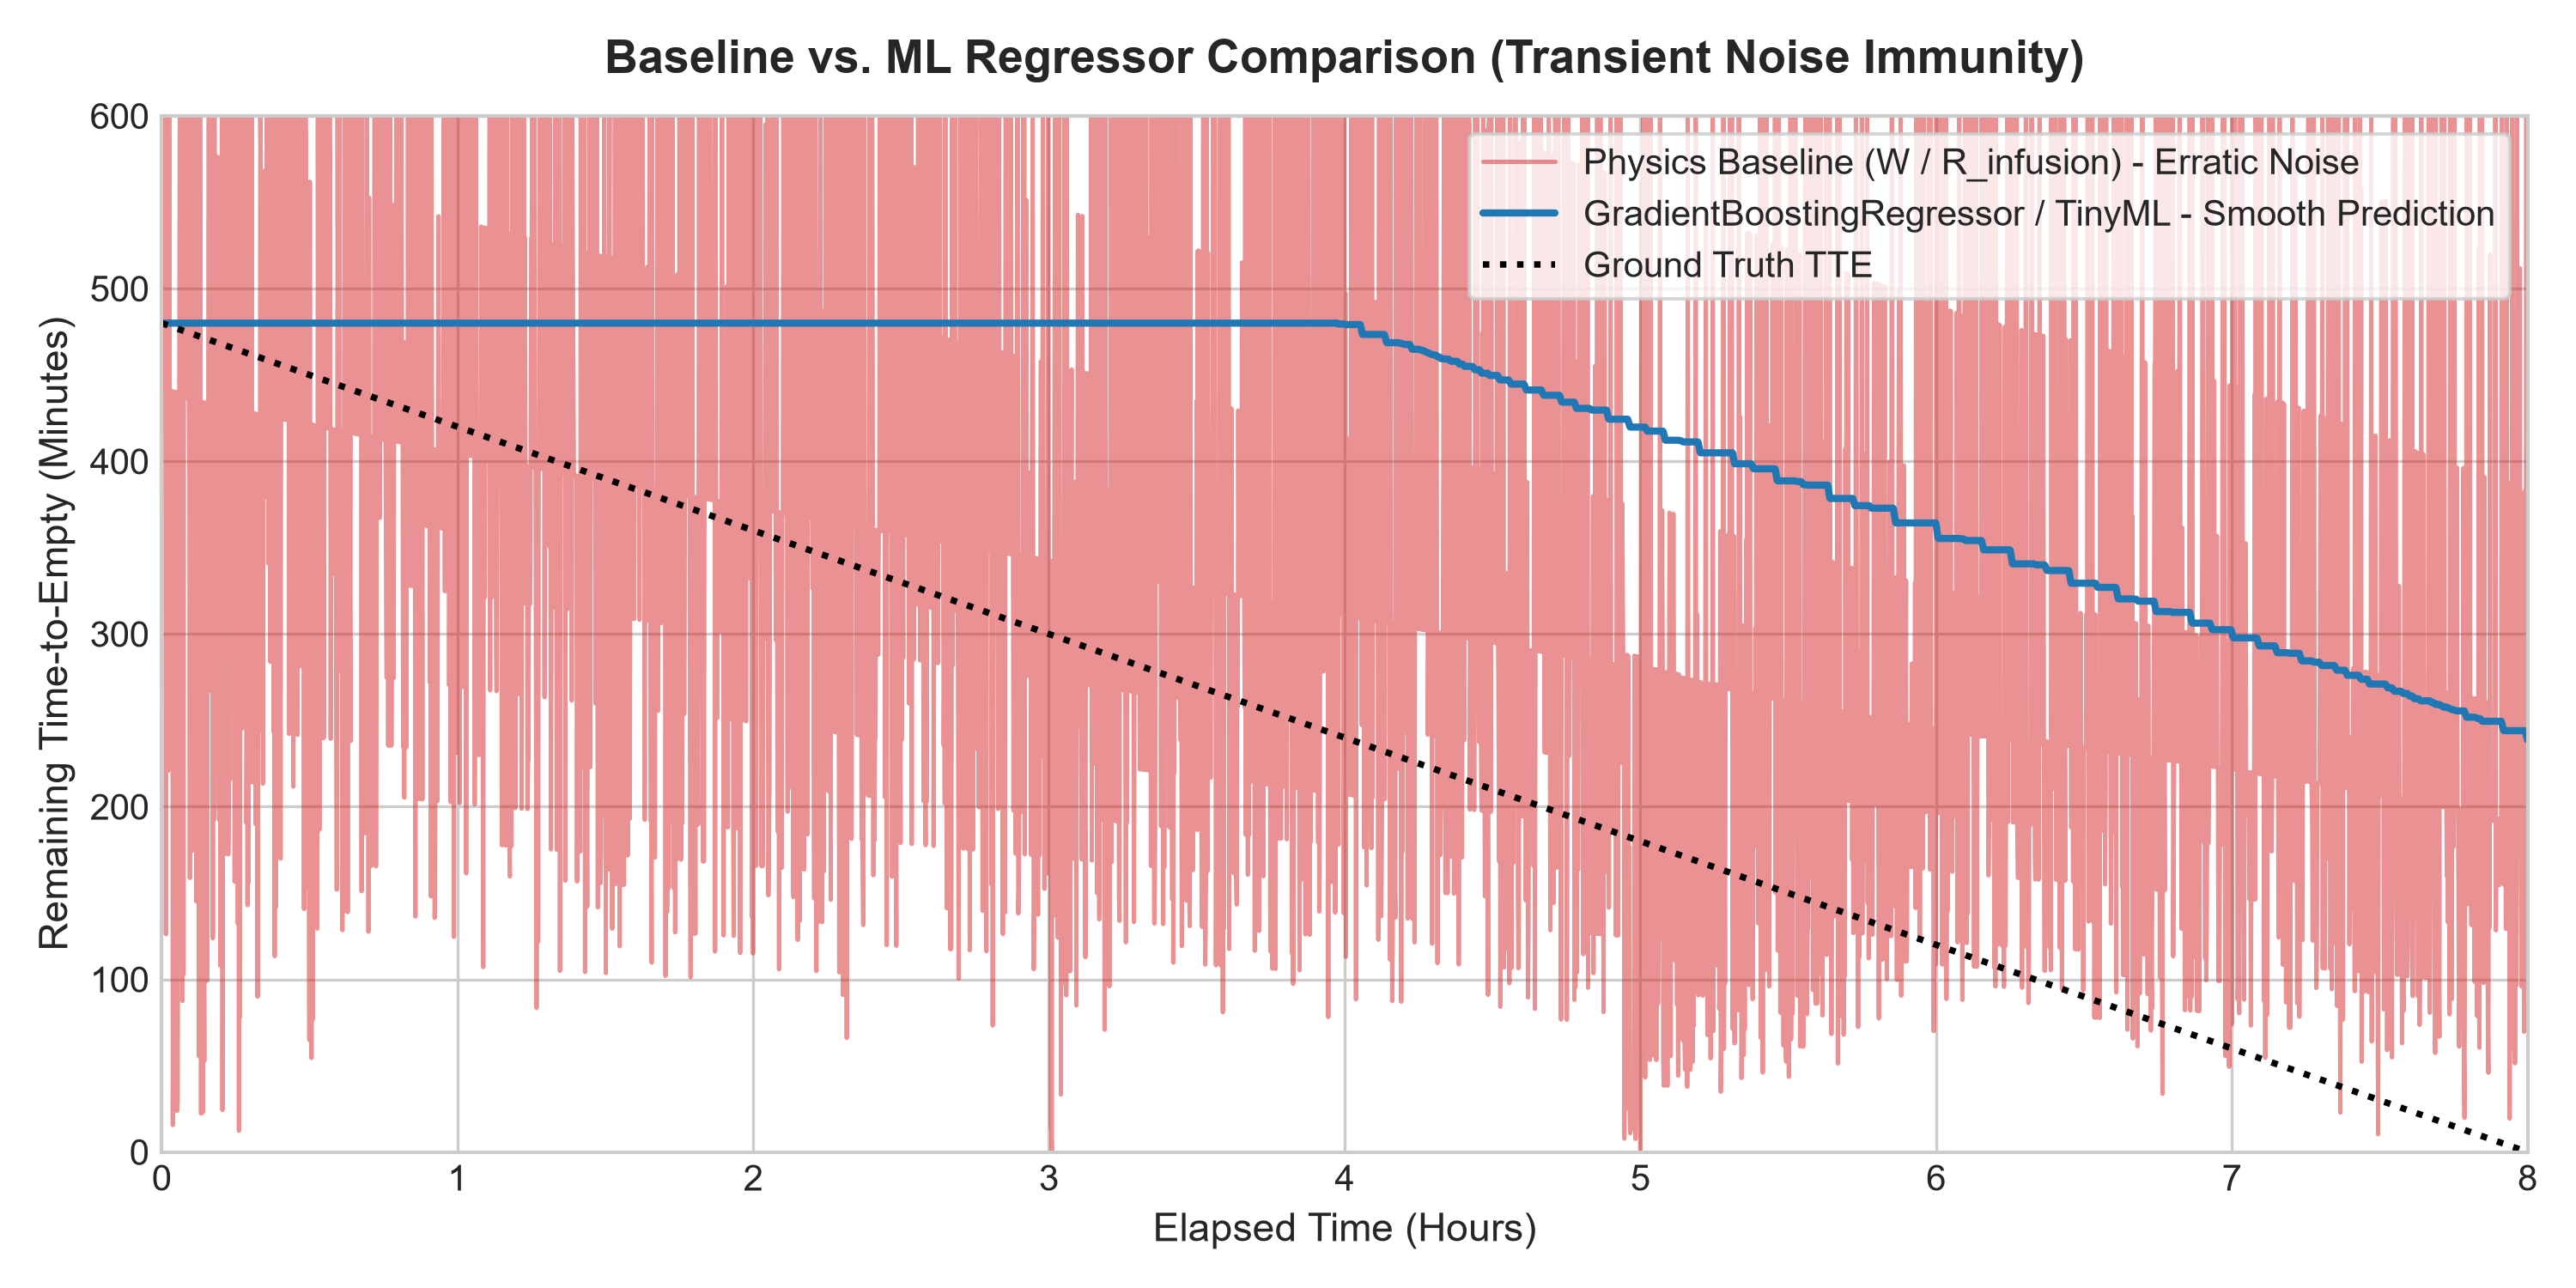 Baseline vs. ML Regressor Comparison (Transient Noise Immunity)
Remaining Time-to-Empty (Minutes)
600
500
400
300
200
100
0
Physics Baseline (W / R_infusion) - Erratic Noise
GradientBoostingRegressor / TinyML - Smooth Prediction
Ground Truth TTE
0 1 2 3 4 5 6 7 8
Elapsed Time (Hours)